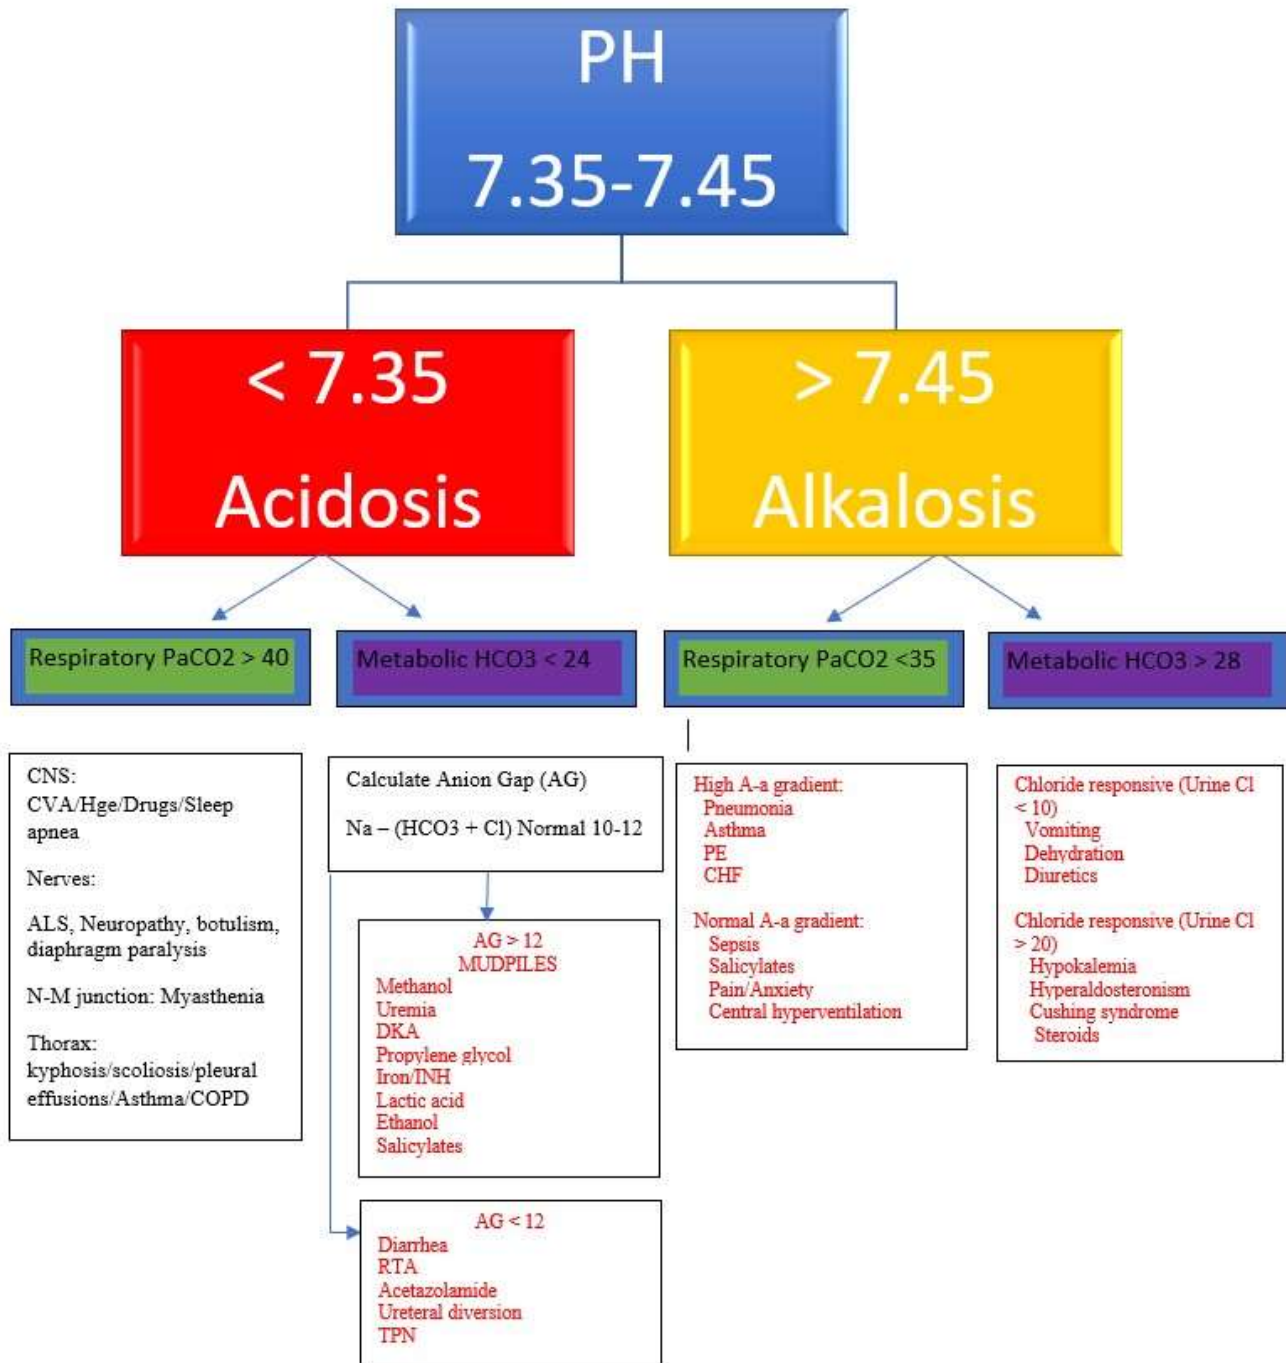 PH
7.35-7.45
< 7.35
Acidosis
> 7.45
Alkalosis
Respiratory PaCO2 > 40
Metabolic HCO3 < 24
Respiratory PaCO2 <35
Metabolic HCO3 > 28
CNS:
CVA/Hge/Drugs/Sleep
apnea
Nerves:
ALS, Neuropathy, botulism,
diaphragm paralysis
N-M junction: Myasthenia
Thorax:
kyphosis/scoliosis/pleural
effusions/Asthma/COPD
Calculate Anion Gap (AG)
Na – (HCO3 + Cl) Normal 10-12
AG > 12
MUDPILES
Methanol
Uremia
DKA
Propylene glycol
Iron/INH
Lactic acid
Ethanol
Salicylates
AG < 12
Diarrhea
RTA
Acetazolamide
Ureteral diversion
TPN
High A-a gradient:
Pneumonia
Asthma
PE
CHF
Normal A-a gradient:
Sepsis
Salicylates
Pain/Anxiety
Central hyperventilation
Chloride responsive (Urine Cl
< 10)
Vomiting
Dehydration
Diuretics
Chloride responsive (Urine Cl
> 20)
Hypokalemia
Hyperaldosteronism
Cushing syndrome
Steroids